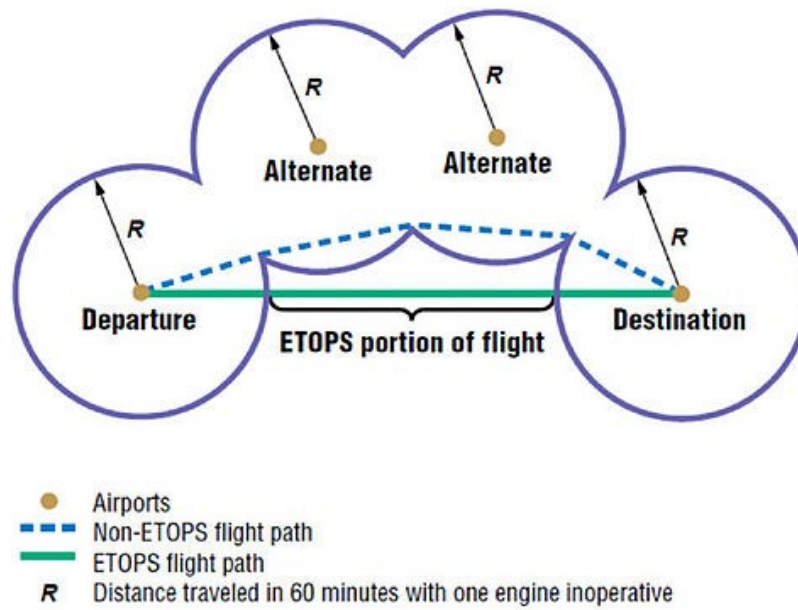 R
R
Alternate
Alternate
R
R
Departure
Destination
ETOPS portion of flight
Airports
Non-ETOPS flight path
ETOPS flight path
R Distance traveled in 60 minutes with one engine inoperative